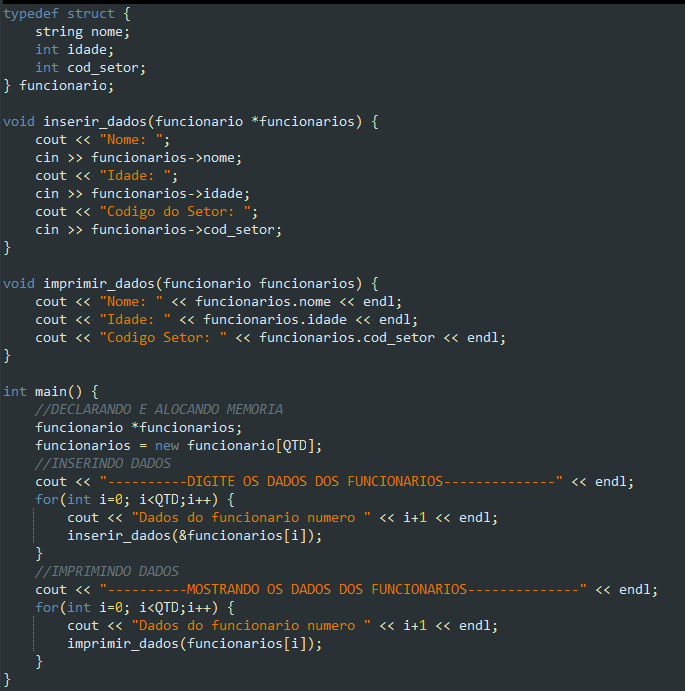 typedef struct {
    string nome;
    int idade;
    int cod_setor;
} funcionario;

void inserir_dados(funcionario *funcionarios) {
    cout << "Nome: ";
    cin >> funcionarios->nome;
    cout << "Idade: ";
    cin >> funcionarios->idade;
    cout << "Codigo do Setor: ";
    cin >> funcionarios->cod_setor;
}

void imprimir_dados(funcionario funcionarios) {
    cout << "Nome: " << funcionarios.nome << endl;
    cout << "Idade: " << funcionarios.idade << endl;
    cout << "Codigo Setor: " << funcionarios.cod_setor << endl;
}

int main() {
    //DECLARANDO E ALOCANDO MEMORIA
    funcionario *funcionarios;
    funcionarios = new funcionario[QTD];
    //INSERINDO DADOS
    cout << "----------DIGITE OS DADOS DOS FUNCIONARIOS--------------" << endl;
    for(int i=0; i<QTD;i++) {
        cout << "Dados do funcionario numero " << i+1 << endl;
        inserir_dados(&funcionarios[i]);
    }
    //IMPRIMINDO DADOS
    cout << "----------MOSTRANDO OS DADOS DOS FUNCIONARIOS--------------" << endl;
    for(int i=0; i<QTD;i++) {
        cout << "Dados do funcionario numero " << i+1 << endl;
        imprimir_dados(funcionarios[i]);
    }
}